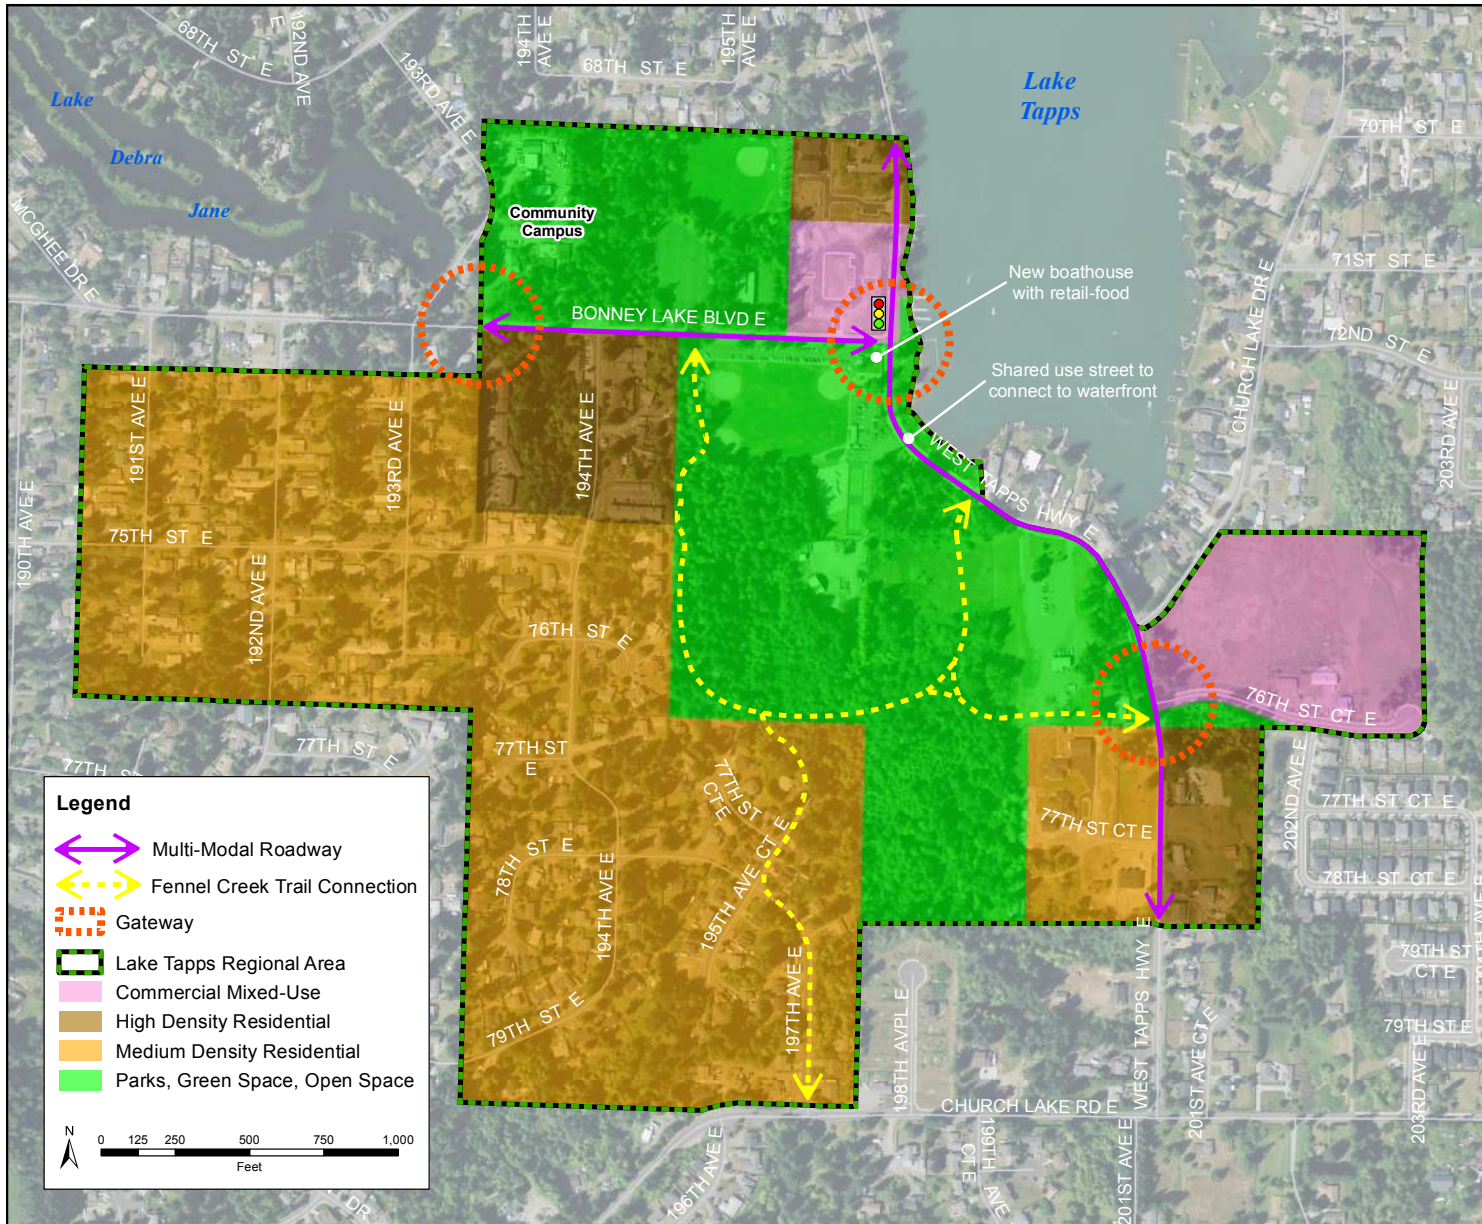 68TH ST E
192ND AVE
E
193RD AVE E
194TH
AVE E
195TH
AVE E
68TH ST E
Lake
Tapps
Lake
Debra
Jane
70TH ST E
MCGHEE DR E
Community
Campus
New boathouse
with retail-food
71ST ST E
CHURCH LAKE DR E
BONNEY LAKE BLVD E
72ND ST E
Shared use street to
connect to waterfront
191ST AVE E
193RD AVE E
194TH AVE E
WEST TAPPS HWY E
203RD AVE E
190TH AVE E
75TH ST E
192ND AVE E
76TH ST E
76TH ST CT E
77TH ST E
77TH ST
E
77TH ST
77TH ST
CT E
202ND AVE E
77TH ST CT E
77TH ST CT E
78TH ST E
194TH AVE E
195TH AVE CT E
78TH ST CT E
197TH AVE E
79TH ST E
198TH AVPL E
WEST TAPPS HWY E
201ST AVE CT E
79TH ST
CT E
79TH ST E
203RD AVE E
CHURCH LAKE RD E
196TH AVE E
199TH
CT E
AVE
201ST AVE E
DR
Legend
Multi-Modal Roadway
Fennel Creek Trail Connection
Gateway
Lake Tapps Regional Area
Commercial Mixed-Use
High Density Residential
Medium Density Residential
Parks, Green Space, Open Space
N
0 125 250 500 750 1,000
Feet